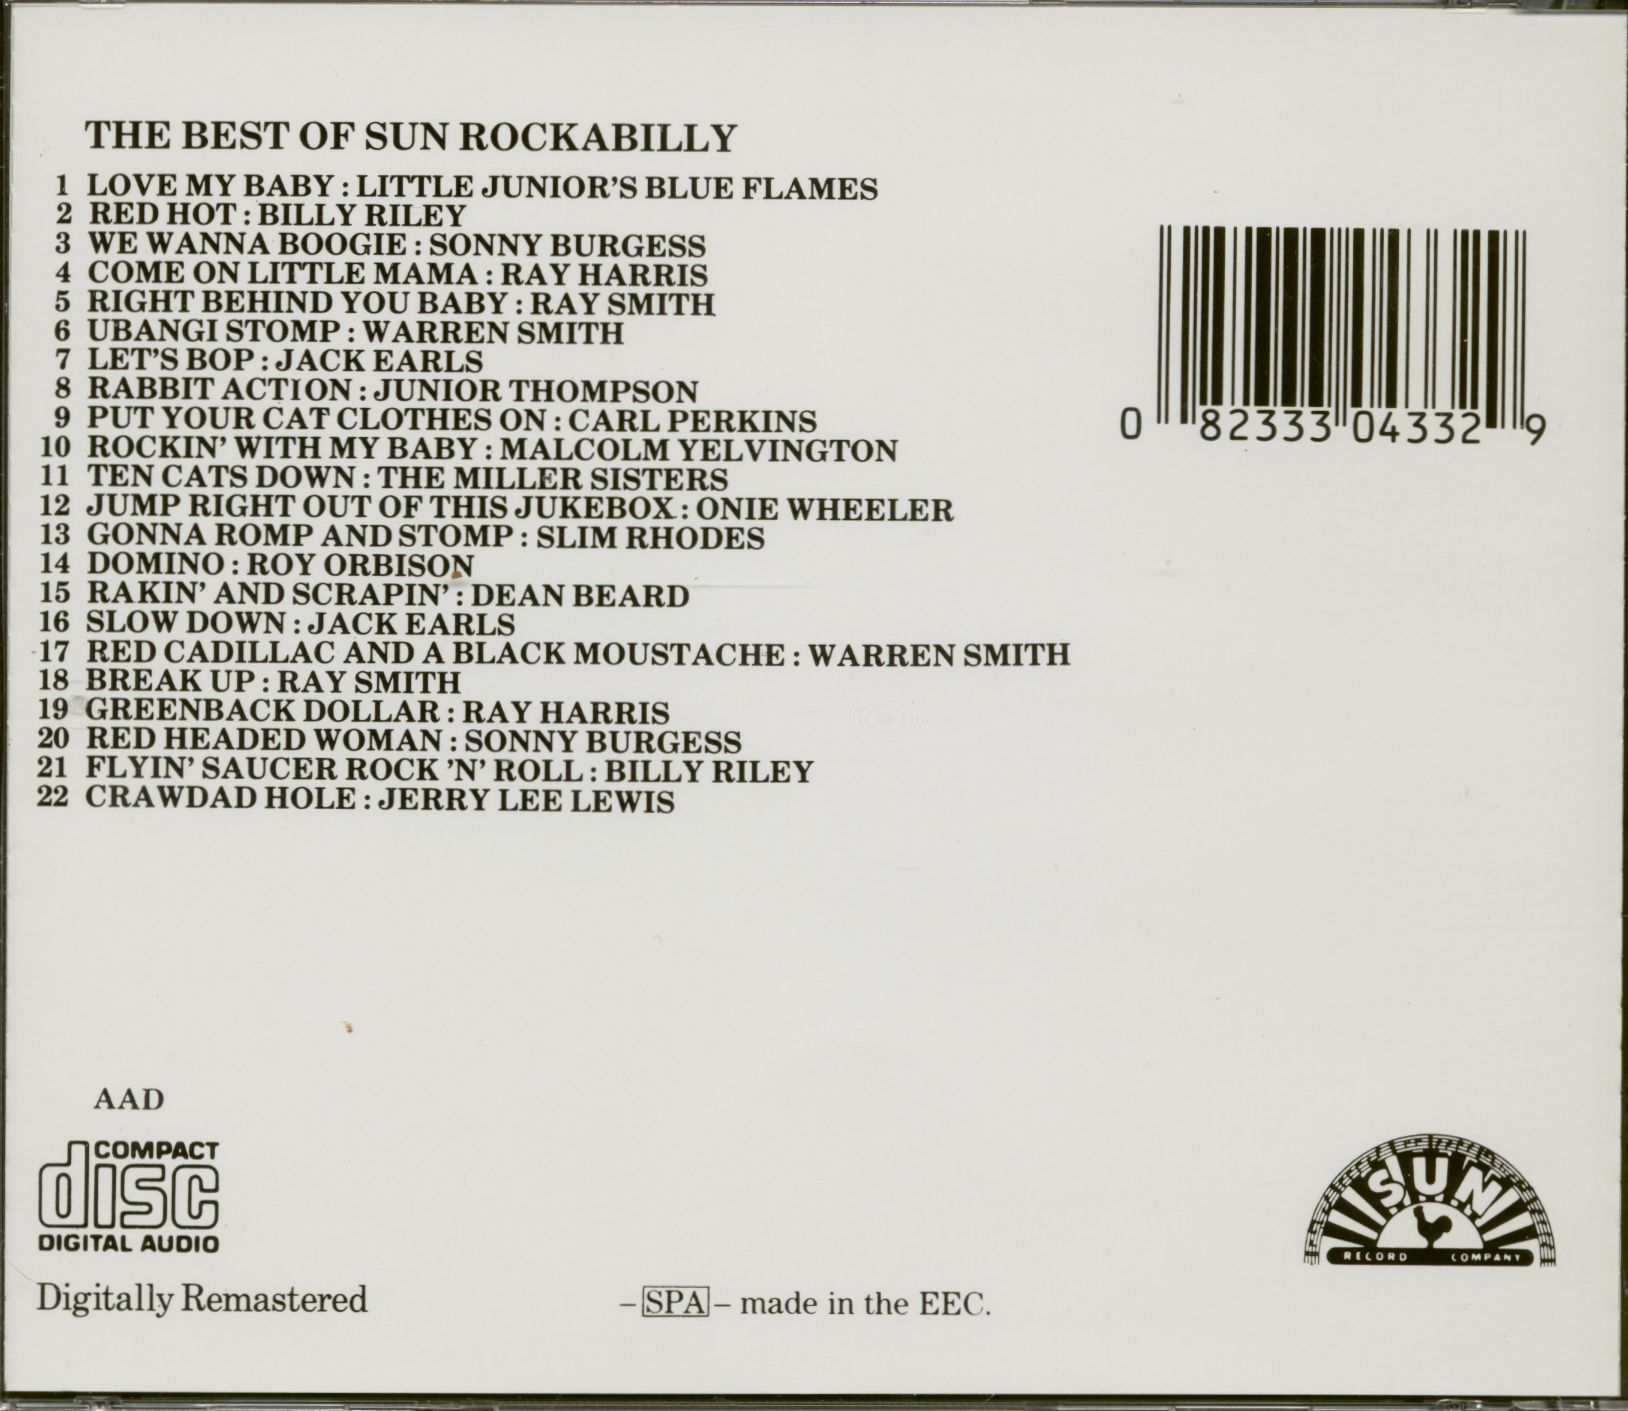 THE BEST OF SUN ROCKABILLY
1 LOVE MY BABY : LITTLE JUNIOR'S BLUE FLAMES
2 RED HOT : BILLY RILEY
3 WE WANNA BOOGIE : SONNY BURGESS
4 COME ON LITTLE MAMA : RAY HARRIS
5 RIGHT BEHIND YOU BABY : RAY SMITH
6 UBANGI STOMP : WARREN SMITH
7 LET'S BOP : JACK EARLS
8 RABBIT ACTION : JUNIOR THOMPSON
9 PUT YOUR CAT CLOTHES ON : CARL PERKINS
10 ROCKIN' WITH MY BABY : MALCOLM YELVINGTON
11 TEN CATS DOWN : THE MILLER SISTERS
12 JUMP RIGHT OUT OF THIS JUKEBOX : ONIE WHEELER
13 GONNA ROMP AND STOMP : SLIM RHODES
14 DOMINO : ROY ORBISON
15 RAKIN' AND SCRAPIN' : DEAN BEARD
16 SLOW DOWN : JACK EARLS
17 RED CADILLAC AND A BLACK MOUSTACHE : WARREN SMITH
18 BREAK UP : RAY SMITH
19 GREENBACK DOLLAR : RAY HARRIS
20 RED HEADED WOMAN : SONNY BURGESS
21 FLYIN' SAUCER ROCK 'N' ROLL : BILLY RILEY
22 CRAWDAD HOLE : JERRY LEE LEWIS
0 82333 04332 9
AAD
COMPACT
disc
DIGITAL AUDIO
Digitally Remastered
– SPA – made in the EEC.
SUN
RECORD COMPANY